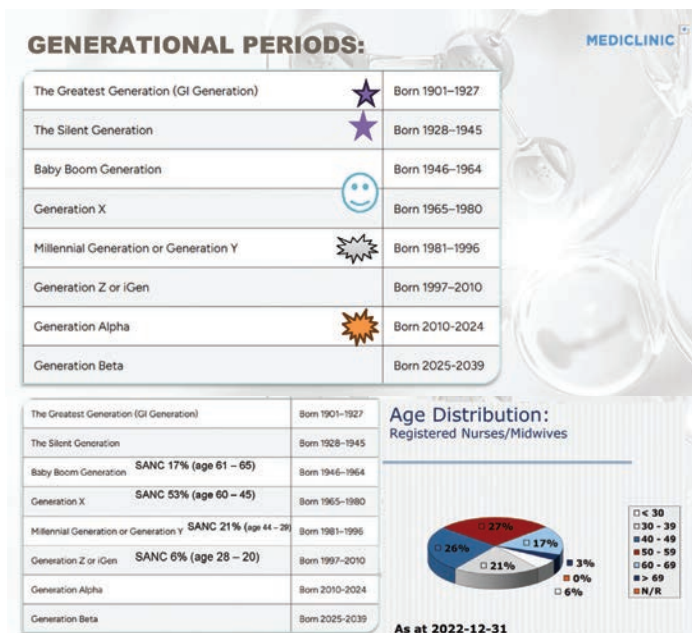 GENERATIONAL PERIODS:
MEDICLINIC
The Greatest Generation (GI Generation) Born 1901–1927
The Silent Generation Born 1928–1945
Baby Boom Generation Born 1946–1964
Generation X Born 1965–1980
Millennial Generation or Generation Y Born 1981–1996
Generation Z or iGen Born 1997–2010
Generation Alpha Born 2010-2024
Generation Beta Born 2025-2039
The Greatest Generation (GI Generation) Born 1901–1927
The Silent Generation Born 1928–1945
Baby Boom Generation SANC 17% (age 61 – 65) Born 1946–1964
Generation X SANC 53% (age 60 – 45) Born 1965–1980
Millennial Generation or Generation Y SANC 21% (age 44 – 29) Born 1981–1996
Generation Z or iGen SANC 6% (age 28 – 20) Born 1997–2010
Generation Alpha Born 2010-2024
Generation Beta Born 2025-2039
Age Distribution:
Registered Nurses/Midwives
27%
26%
17%
21%
3%
0%
6%
< 30
30 - 39
40 - 49
50 - 59
60 - 69
> 69
N/R
As at 2022-12-31